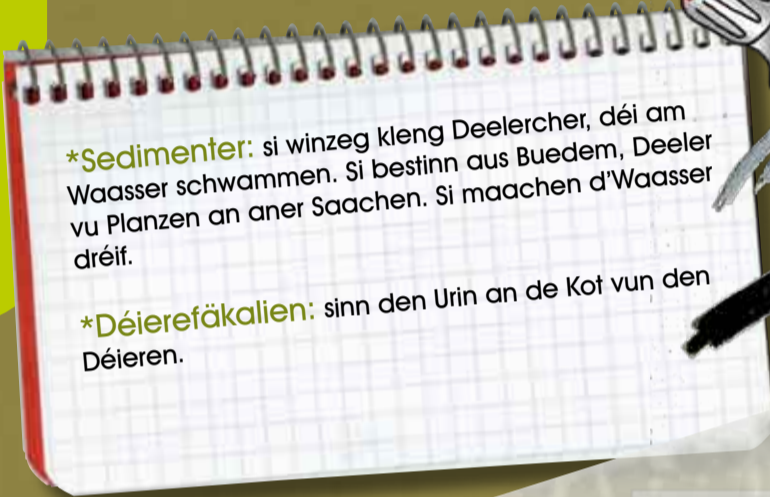 *Sedimenter: si winzeg kleng Deelercher, déi am
Waasser schwammen. Si bestinn aus Buedem, Deeler
vu Planzen an aner Saachen. Si maachen d'Waasser
dréif.
*Déierefäkalien: sinn den Urin an de Kot vun den
Déieren.